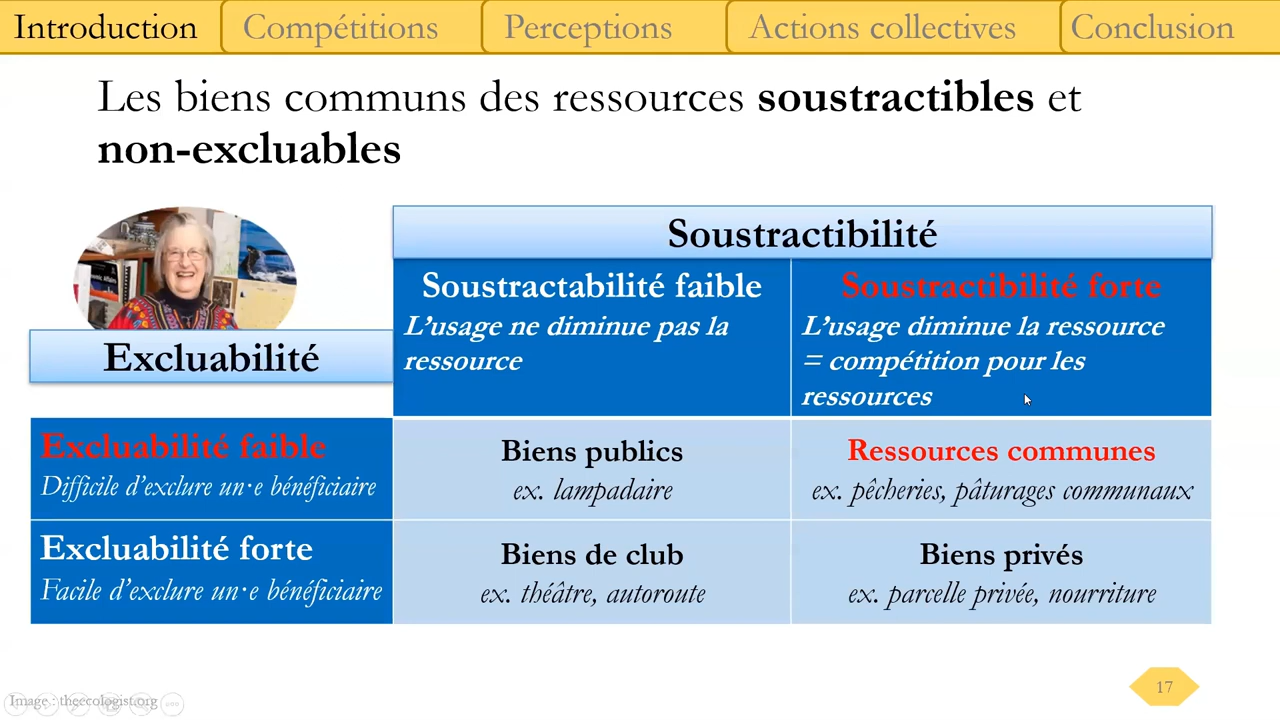 Introduction
Compétitions
Perceptions
Actions collectives
Conclusion
Les biens communs des ressources soustractibles et
non-excluables
Soustractibilité
Excluabilité
Soustractabilité faible
L'usage ne diminue pas la
ressource
Soustractibilité forte
L'usage diminue la ressource
= compétition pour les
ressources
Excluabilité faible
Difficile d'exclure un·e bénéficiaire
Biens publics
ex. lampadaire
Ressources communes
ex. pêcheries, pâturages communaux
Excluabilité forte
Facile d'exclure un·e bénéficiaire
Biens de club
ex. théâtre, autoroute
Biens privés
ex. parcelle privée, nourriture
Image : theecologist.org
17